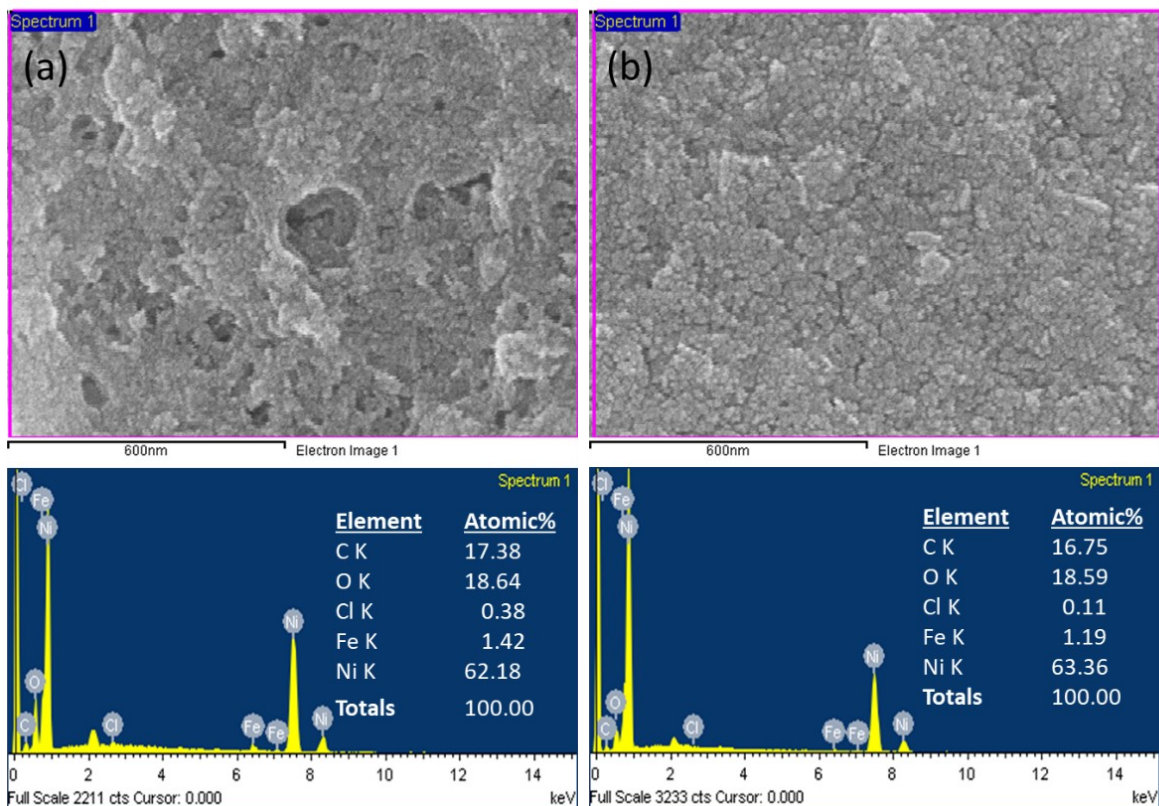 Spectrum 1
(a)
600nm
Electron Image 1
Spectrum 1
(b)
600nm
Electron Image 1
Spectrum 1
Element Atomic%
C K 17.38
O K 18.64
Cl K 0.38
Fe K 1.42
Ni K 62.18
Totals 100.00
Cl
Fe
Ni
O
C
Cl
Fe
Fe
Ni
Ni
0 2 4 6 8 10 12 14
Full Scale 2211 cts Cursor: 0.000 keV
Spectrum 1
Element Atomic%
C K 16.75
O K 18.59
Cl K 0.11
Fe K 1.19
Ni K 63.36
Totals 100.00
Cl
Fe
Ni
O
C
Cl
Fe
Fe
Ni
Ni
0 2 4 6 8 10 12 14
Full Scale 3233 cts Cursor: 0.000 keV